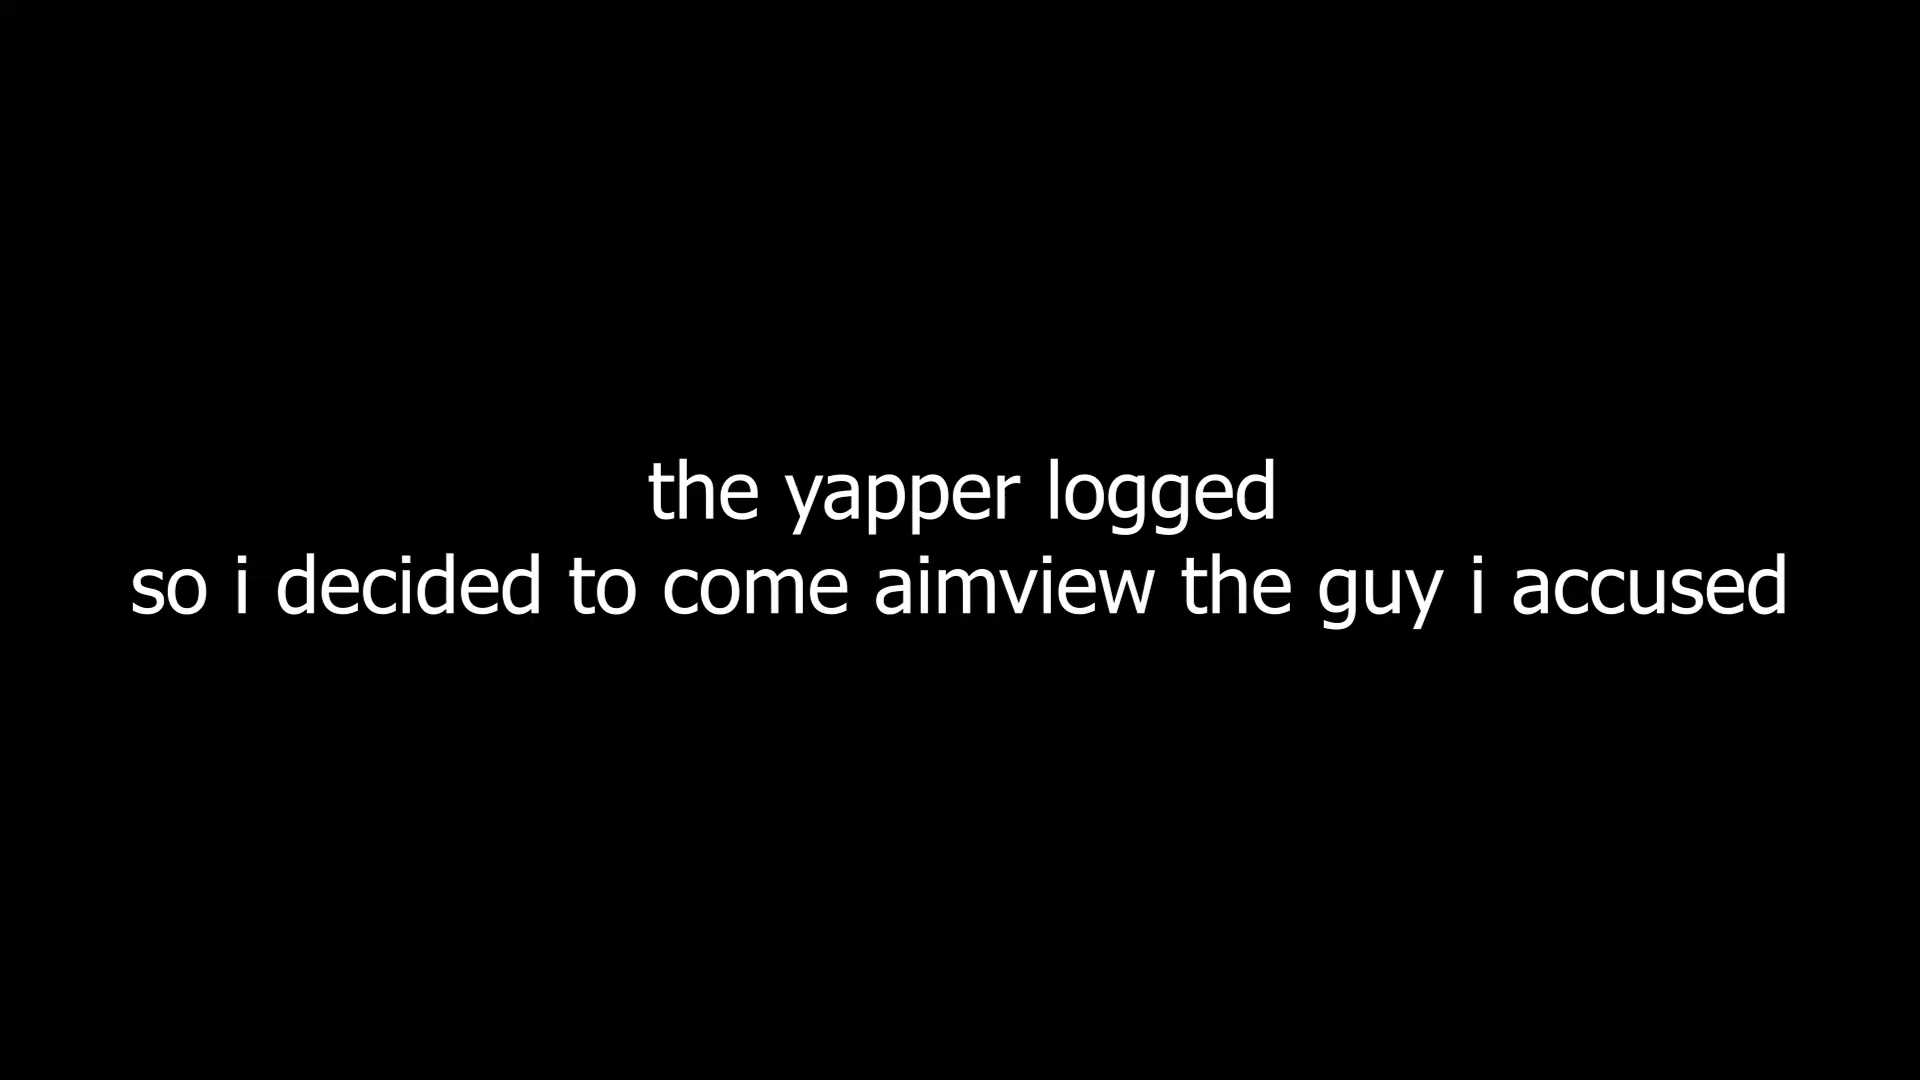 the yapper logged
so i decided to come aimview the guy i accused